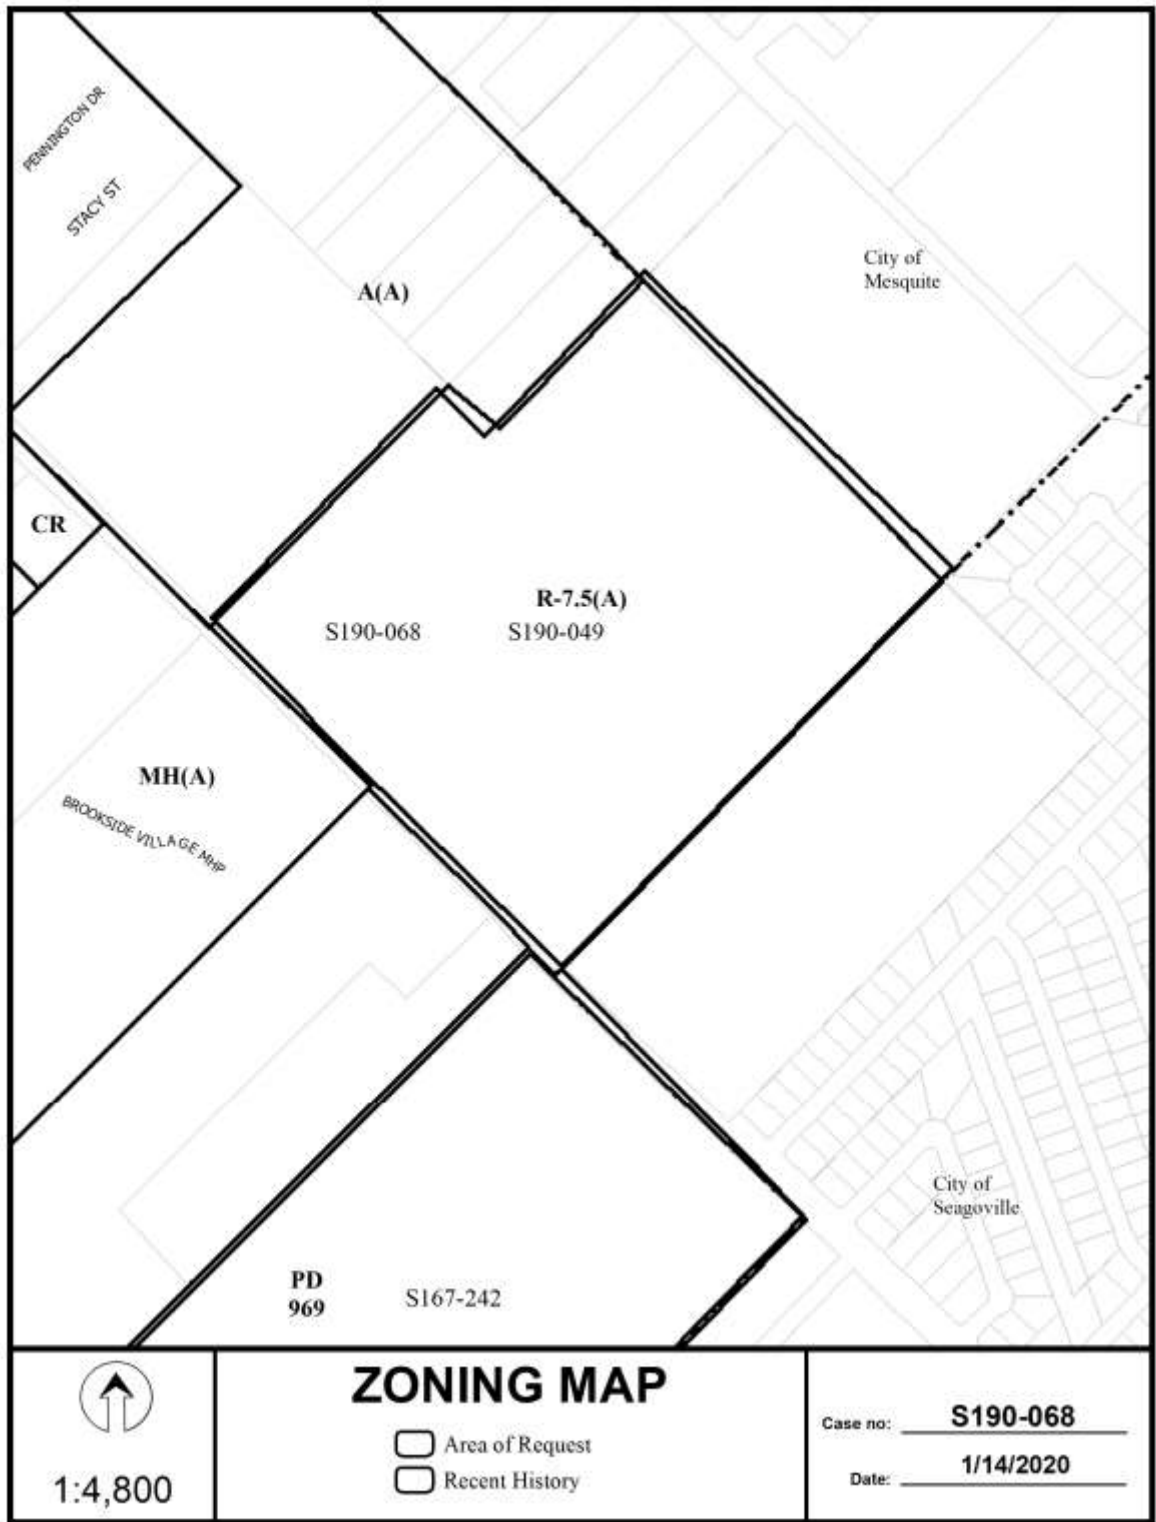 PENNINGTON DR
STACY ST
City of
Mesquite
A(A)
CR
R-7.5(A)
S190-068
S190-049
MH(A)
BROOKSIDE VILLAGE MHP
City of
Seagoville
PD
969
S167-242
1:4,800
ZONING MAP
Area of Request
Recent History
Case no: S190-068
Date: 1/14/2020